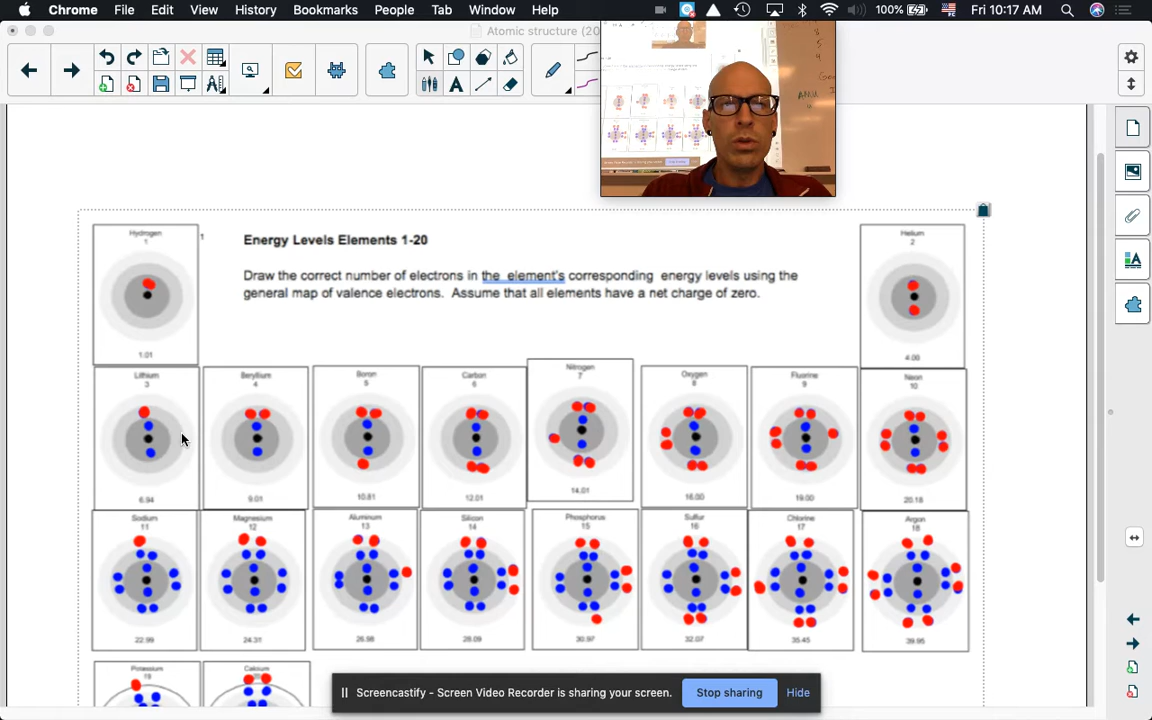 Chrome File Edit View History Bookmarks People Tab Window Help 100% Fri 10:17 AM
Atomic structure (20
Energy Levels Elements 1-20
Draw the correct number of electrons in the element's corresponding energy levels using the
general map of valence electrons. Assume that all elements have a net charge of zero.
Hydrogen
1
1.01
1
Helium
2
4.00
Lithium
3
6.94
Beryllium
4
9.01
Boron
5
10.81
Carbon
6
12.01
Nitrogen
7
14.01
Oxygen
8
16.00
Fluorine
9
19.00
Neon
10
20.18
Sodium
11
22.99
Magnesium
12
24.31
Aluminum
13
26.98
Silicon
14
28.09
Phosphorus
15
30.97
Sulfur
16
32.07
Chlorine
17
35.45
Argon
18
39.95
Potassium
19
Calcium
20
Screencastify - Screen Video Recorder is sharing your screen. Stop sharing Hide